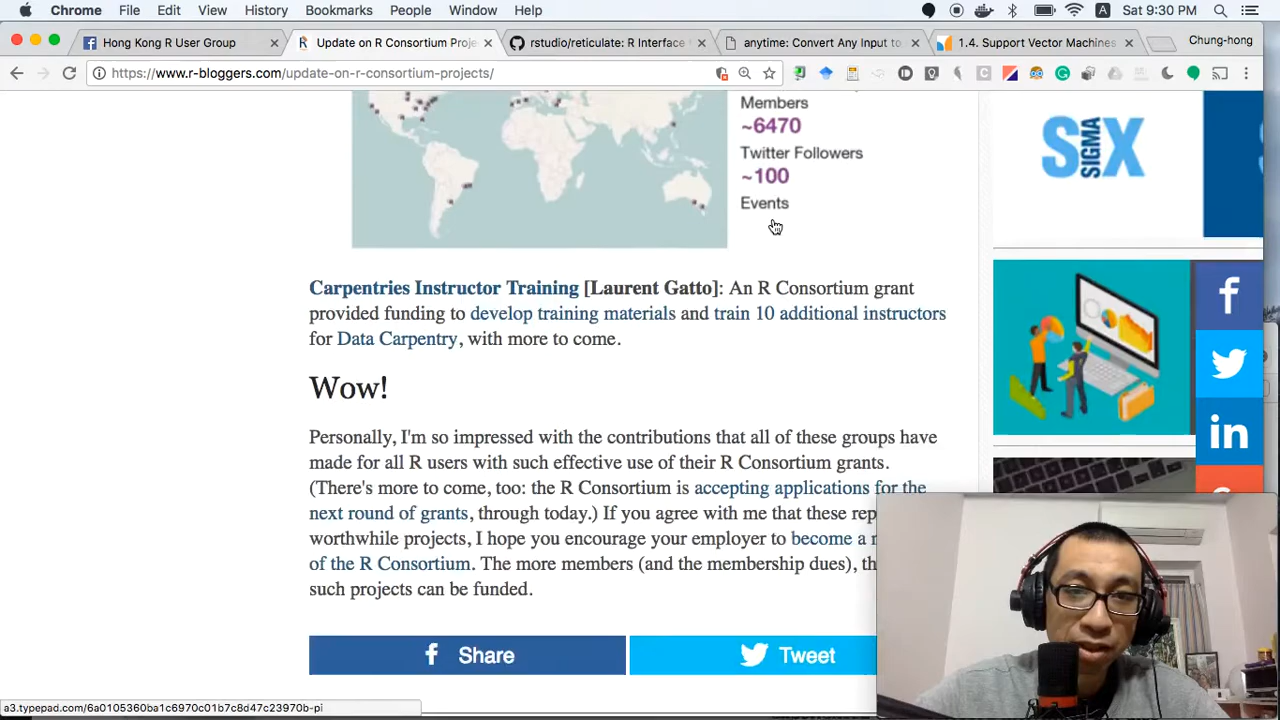 Chrome File Edit View History Bookmarks People Window Help Sat 9:30 PM
Hong Kong R User Group
Update on R Consortium Proje
rstudio/reticulate: R Interface
anytime: Convert Any Input to
1.4. Support Vector Machines
Chung-hong
https://www.r-bloggers.com/update-on-r-consortium-projects/
Members
~6470
Twitter Followers
~100
Events
SIX
SIGMA
Carpentries Instructor Training [Laurent Gatto]: An R Consortium grant
provided funding to develop training materials and train 10 additional instructors
for Data Carpentry, with more to come.
Wow!
Personally, I'm so impressed with the contributions that all of these groups have
made for all R users with such effective use of their R Consortium grants.
(There's more to come, too: the R Consortium is accepting applications for the
next round of grants, through today.) If you agree with me that these rep
worthwhile projects, I hope you encourage your employer to become a
of the R Consortium. The more members (and the membership dues), th
such projects can be funded.
Share
Tweet
in
a3.typepad.com/6a0105360ba1c6970c01b7c8d47c23970b-pi